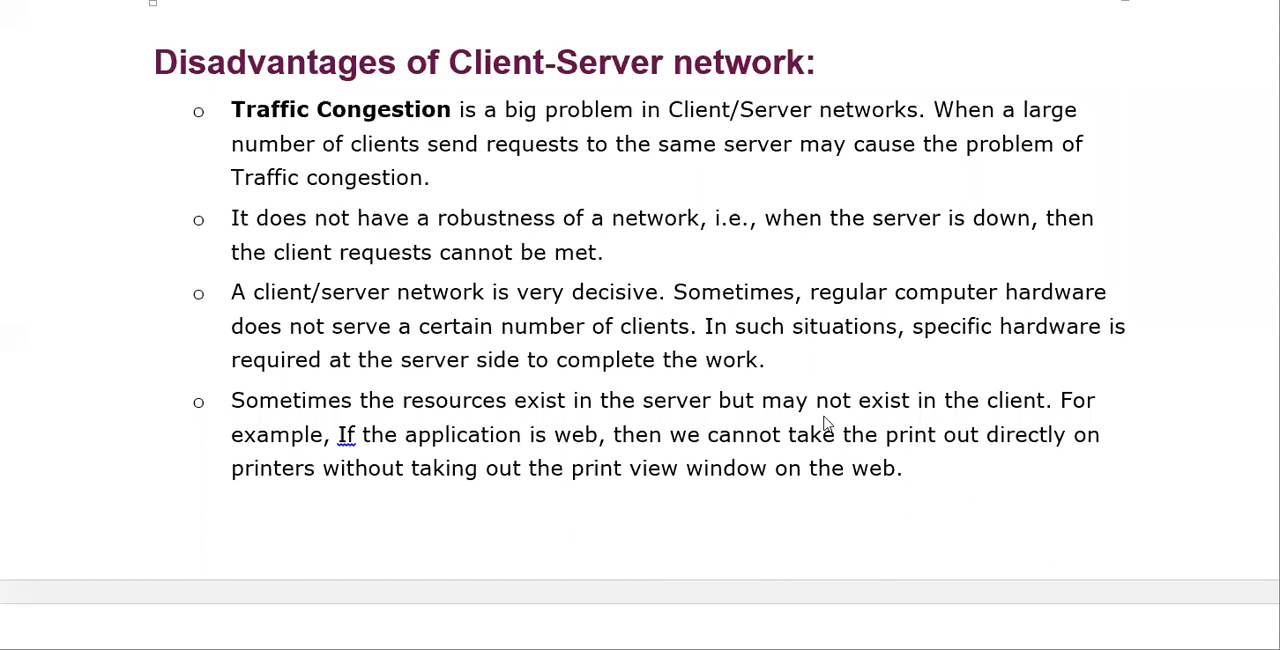 Disadvantages of Client-Server network:
o Traffic Congestion is a big problem in Client/Server networks. When a large
number of clients send requests to the same server may cause the problem of
Traffic congestion.
o It does not have a robustness of a network, i.e., when the server is down, then
the client requests cannot be met.
o A client/server network is very decisive. Sometimes, regular computer hardware
does not serve a certain number of clients. In such situations, specific hardware is
required at the server side to complete the work.
o Sometimes the resources exist in the server but may not exist in the client. For
example, If the application is web, then we cannot take the print out directly on
printers without taking out the print view window on the web.